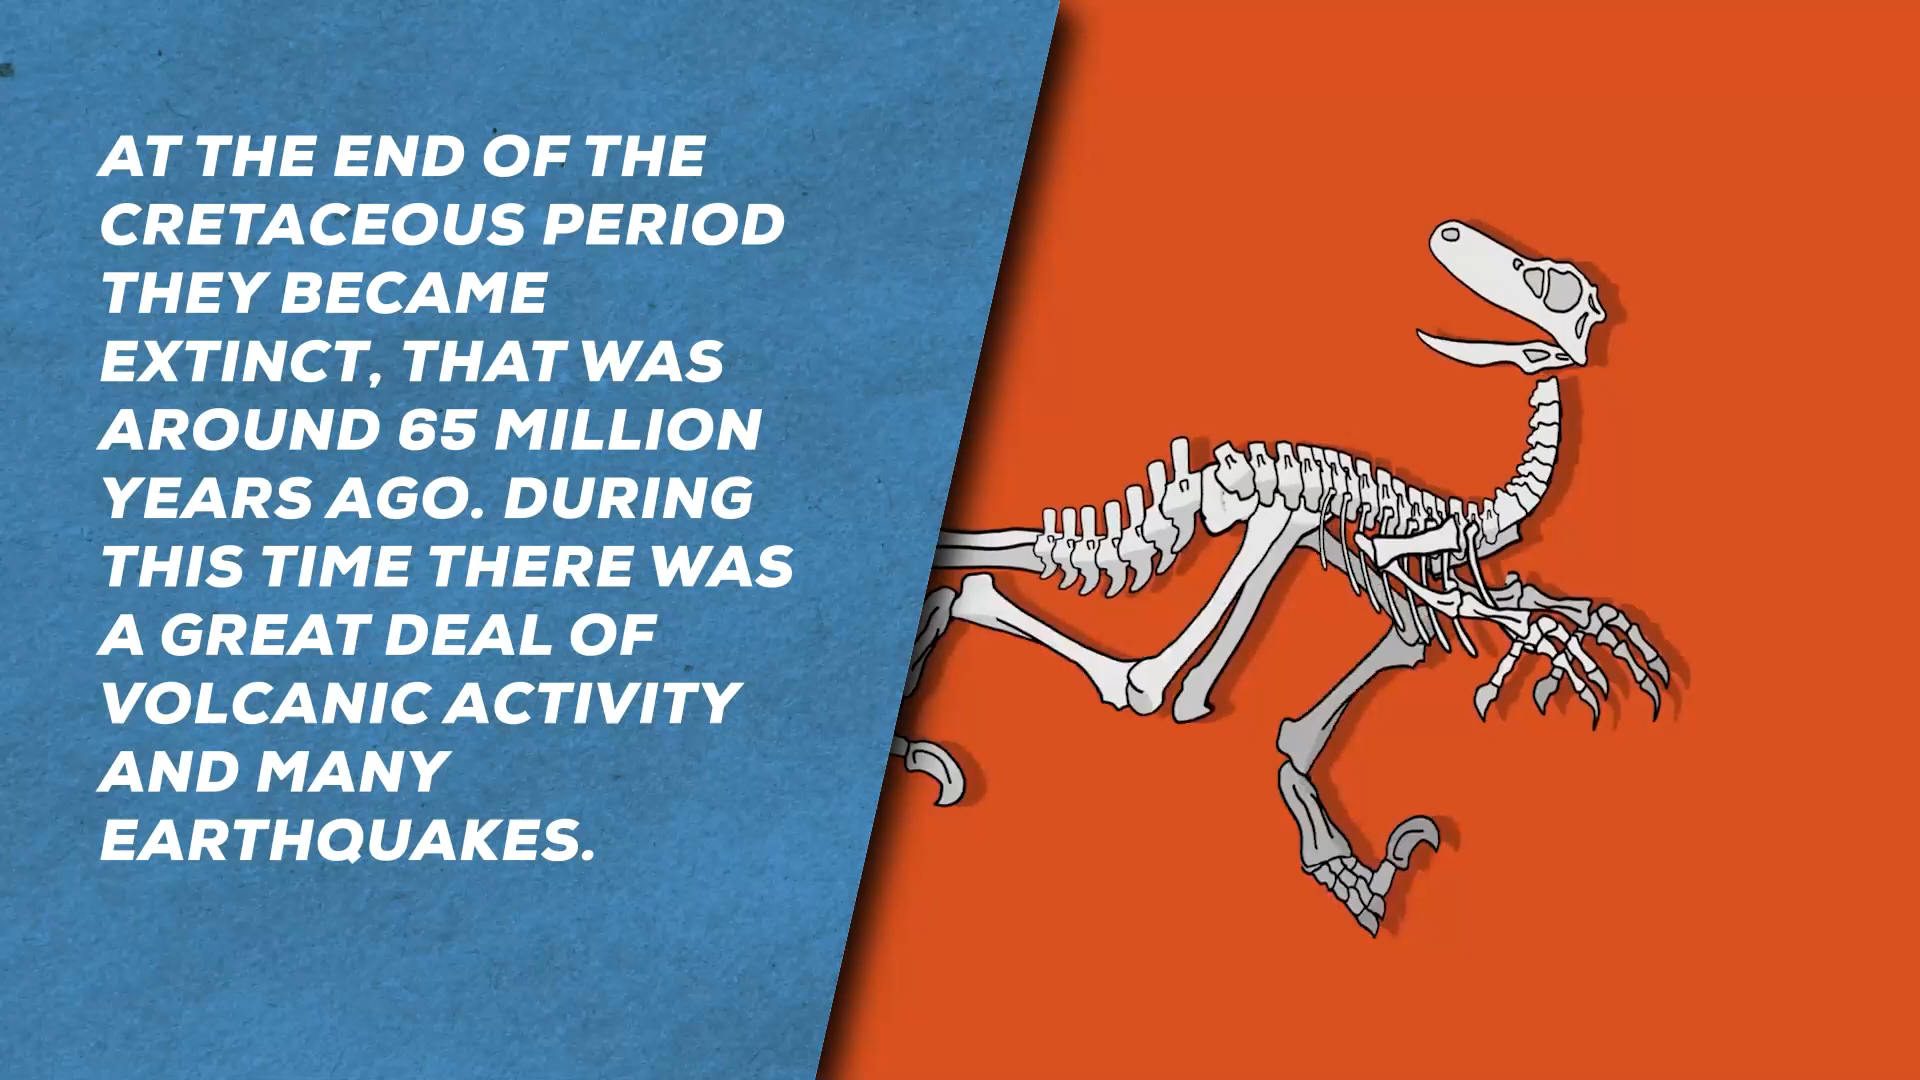 AT THE END OF THE
CRETACEOUS PERIOD
THEY BECAME
EXTINCT, THAT WAS
AROUND 65 MILLION
YEARS AGO. DURING
THIS TIME THERE WAS
A GREAT DEAL OF
VOLCANIC ACTIVITY
AND MANY
EARTHQUAKES.